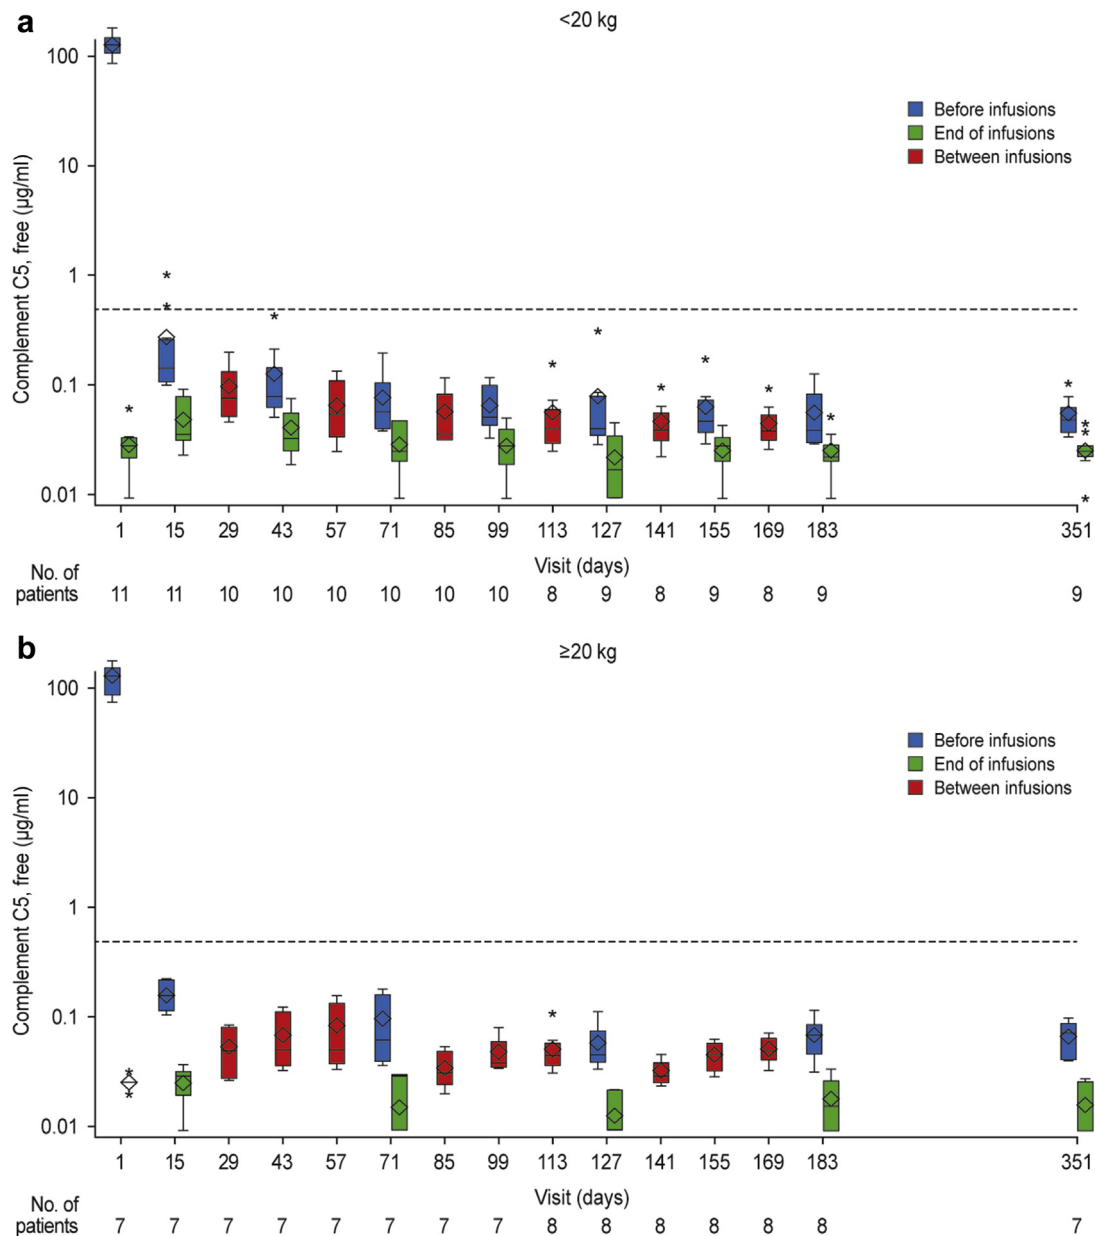 a
<20 kg
Complement C5, free (µg/ml)
100
10
1
0.1
0.01
Before infusions
End of infusions
Between infusions
* * * * * * * * * * * * * * *
1 15 29 43 57 71 85 99 113 127 141 155 169 183 351
Visit (days)
No. of
patients 11 11 10 10 10 10 10 10 8 9 8 9 8 9 9
b
≥20 kg
Complement C5, free (µg/ml)
100
10
1
0.1
0.01
Before infusions
End of infusions
Between infusions
* * *
1 15 29 43 57 71 85 99 113 127 141 155 169 183 351
Visit (days)
No. of
patients 7 7 7 7 7 7 7 7 8 8 8 8 8 8 7